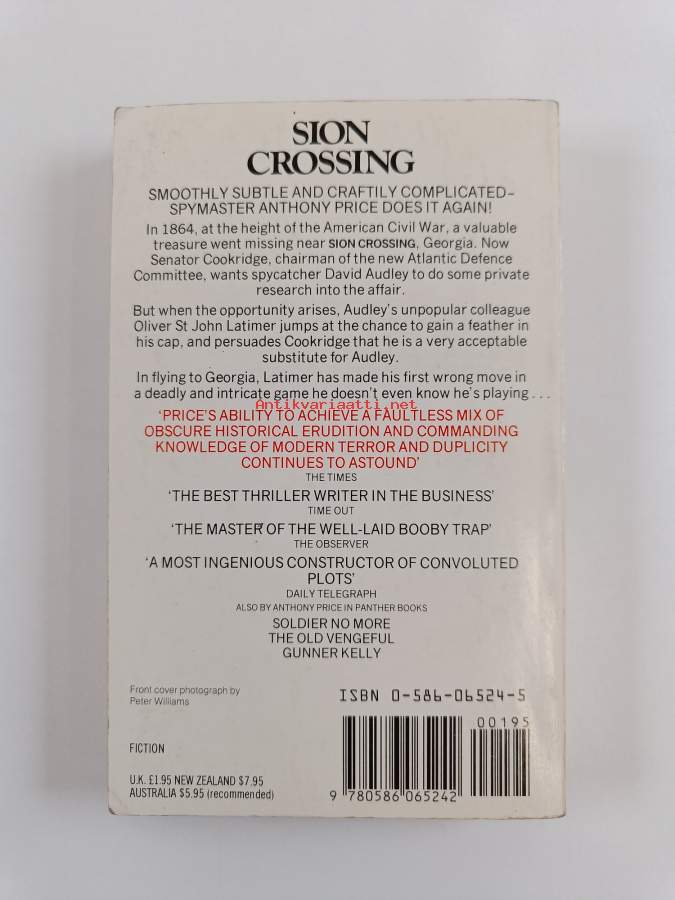 SION
CROSSING
SMOOTHLY SUBTLE AND CRAFTILY COMPLICATED–
SPYMASTER ANTHONY PRICE DOES IT AGAIN!
In 1864, at the height of the American Civil War, a valuable
treasure went missing near SION CROSSING, Georgia. Now
Senator Cookridge, chairman of the new Atlantic Defence
Committee, wants spycatcher David Audley to do some private
research into the affair.
But when the opportunity arises, Audley's unpopular colleague
Oliver St John Latimer jumps at the chance to gain a feather in
his cap, and persuades Cookridge that he is a very acceptable
substitute for Audley.
In flying to Georgia, Latimer has made his first wrong move in
a deadly and intricate game he doesn't even know he's playing . . .
Antikvariaatti.net
'PRICE'S ABILITY TO ACHIEVE A FAULTLESS MIX OF
OBSCURE HISTORICAL ERUDITION AND COMMANDING
KNOWLEDGE OF MODERN TERROR AND DUPLICITY
CONTINUES TO ASTOUND'
THE TIMES
'THE BEST THRILLER WRITER IN THE BUSINESS'
TIME OUT
'THE MASTER OF THE WELL-LAID BOOBY TRAP'
THE OBSERVER
'A MOST INGENIOUS CONSTRUCTOR OF CONVOLUTED
PLOTS'
DAILY TELEGRAPH
ALSO BY ANTHONY PRICE IN PANTHER BOOKS
SOLDIER NO MORE
THE OLD VENGEFUL
GUNNER KELLY
Front cover photograph by
Peter Williams
ISBN 0-586-06524-5
00195
FICTION
U.K. £1.95 NEW ZEALAND $7.95
AUSTRALIA $5.95 (recommended)
9 780586 065242